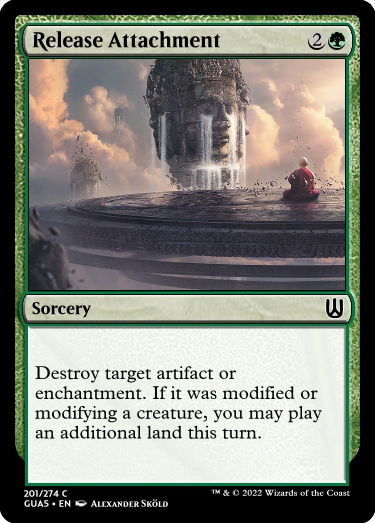 Release Attachment 2
Sorcery
Destroy target artifact or
enchantment. If it was modified or
modifying a creature, you may play
an additional land this turn.
201/274 C
GUA5 • EN Alexander Sköld
™ & © 2022 Wizards of the Coast